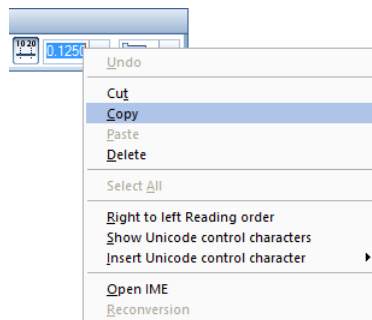 10 20
0.1250
Undo
Cut
Copy
Paste
Delete
Select All
Right to left Reading order
Show Unicode control characters
Insert Unicode control character
Open IME
Reconversion